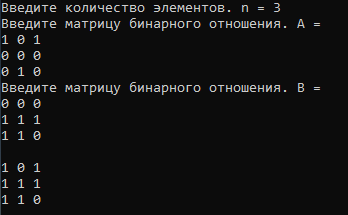 Введите количество элементов. n = 3
Введите матрицу бинарного отношения. A =
1 0 1
0 0 0
0 1 0
Введите матрицу бинарного отношения. B =
0 0 0
1 1 1
1 1 0
1 0 1
1 1 1
1 1 0